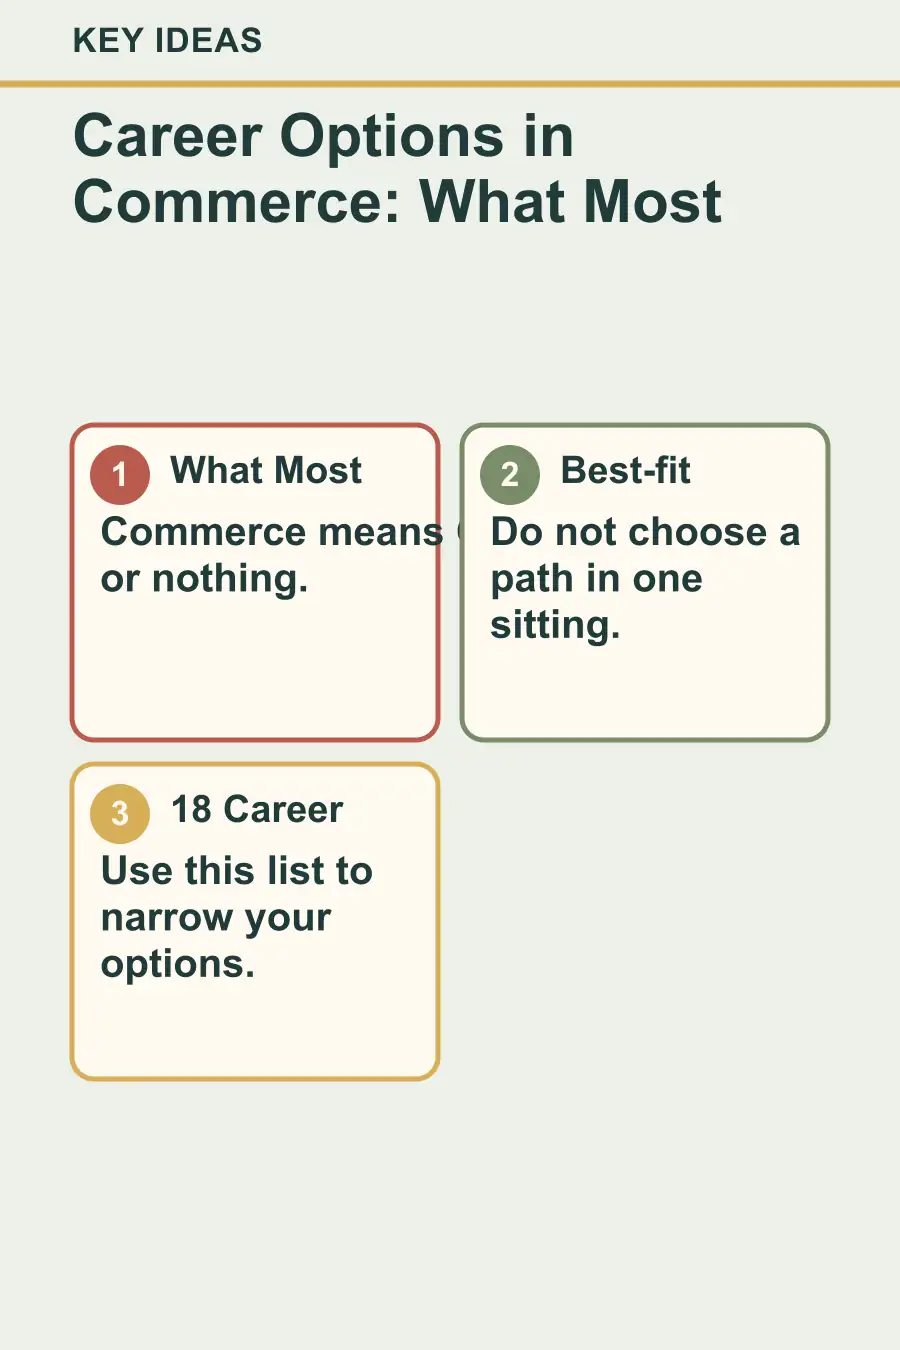 KEY IDEAS
Career Options in
Commerce: What Most
1 What Most
Commerce means
or nothing.
2 Best-fit
Do not choose a
path in one
sitting.
3 18 Career
Use this list to
narrow your
options.